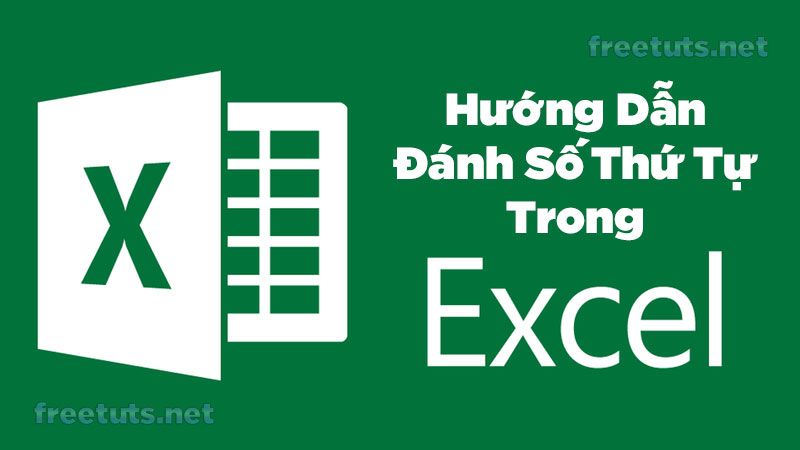 freetuts.net
Hướng Dẫn
Đánh Số Thứ Tự
Trong
Excel
X
freetuts.net